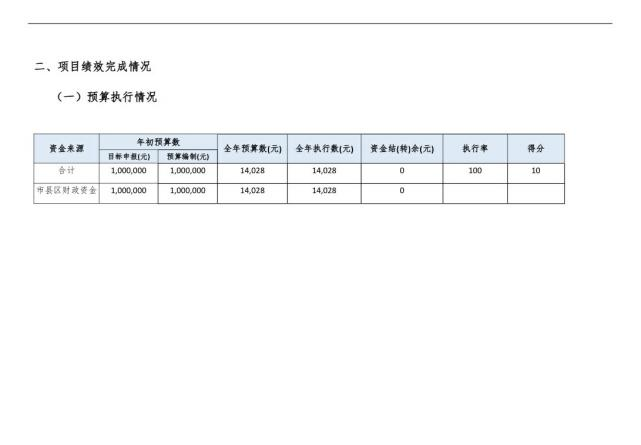 二、项目绩效完成情况
（一）预算执行情况
资金来源 年初预算数 全年预算数(元) 全年执行数(元) 资金结(转)余(元) 执行率 得分
目标申报(元) 预算编制(元)
合计 1,000,000 1,000,000 14,028 14,028 0 100 10
市县区财政资金 1,000,000 1,000,000 14,028 14,028 0